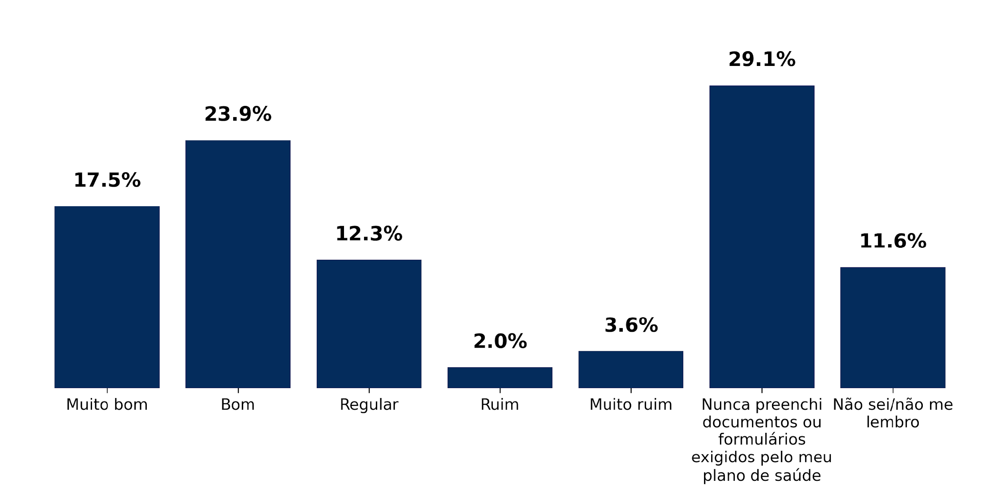 29.1%
23.9%
17.5%
12.3%
11.6%
3.6%
2.0%
Muito bom
Bom
Regular
Ruim
Muito ruim
Nunca preenchi
documentos ou
formulários
exigidos pelo meu
plano de saúde
Não sei/não me
lembro